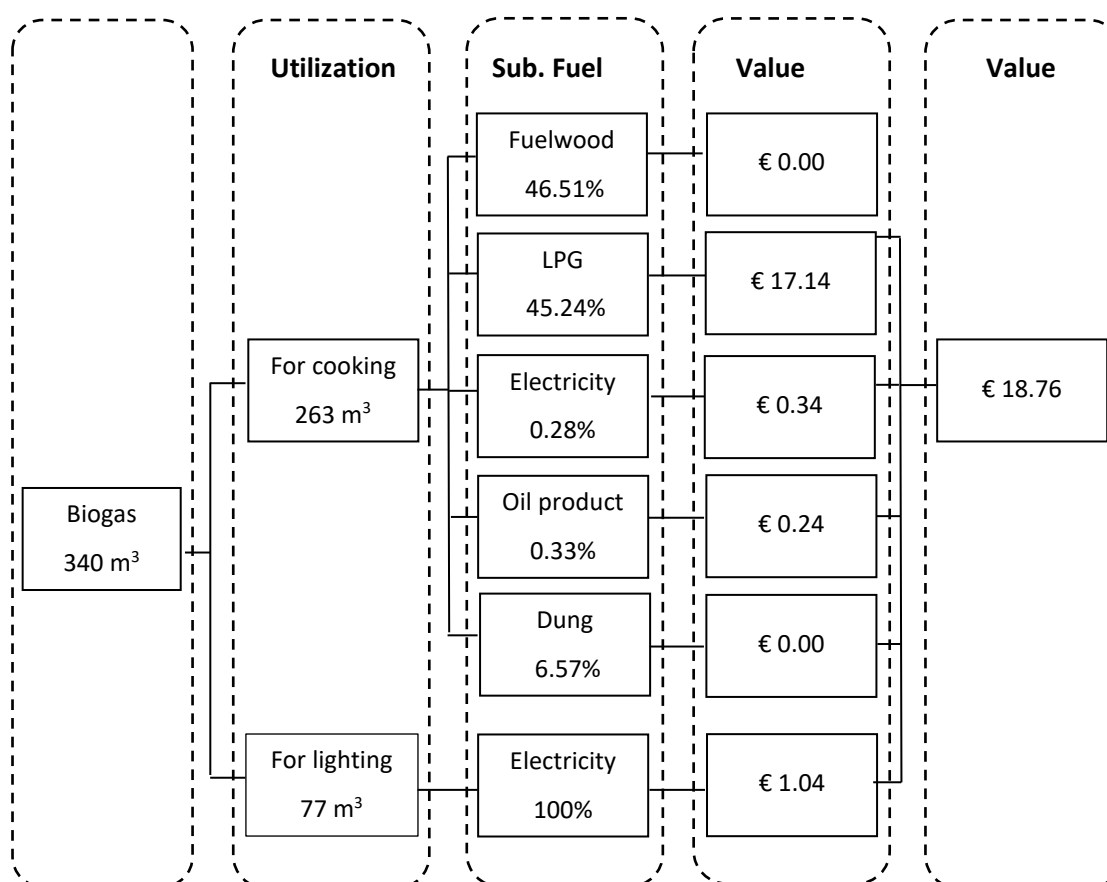 Utilization
Sub. Fuel
Value
Value
Fuelwood
46.51%
€ 0.00
LPG
45.24%
€ 17.14
For cooking
263 m³
Electricity
0.28%
€ 0.34
€ 18.76
Biogas
340 m³
Oil product
0.33%
€ 0.24
Dung
6.57%
€ 0.00
For lighting
77 m³
Electricity
100%
€ 1.04